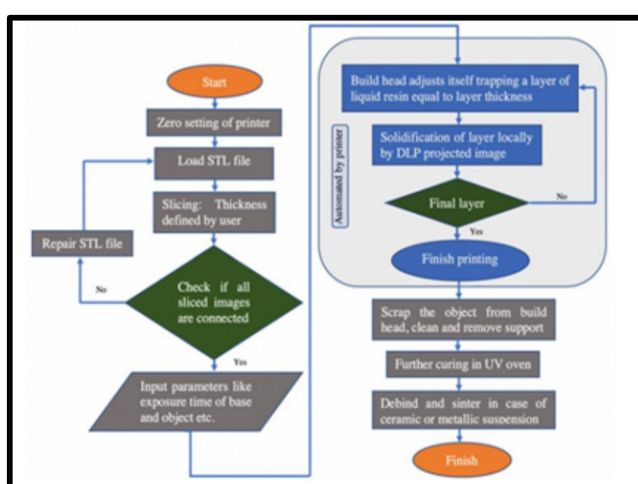 Start
Zero setting of printer
Load STL file
Slicing: Thickness
defined by user
Repair STL file
No
Check if all
sliced images
are connected
Yes
Input parameters like
exposure time of base
and object etc.
Automated by printer
Build head adjusts itself trapping a layer of
liquid resin equal to layer thickness
Solidification of layer locally
by DLP projected image
Final layer
No
Yes
Finish printing
Scrap the object from build
head, clean and remove support
Further curing in UV oven
Debind and sinter in case of
ceramic or metallic suspension
Finish